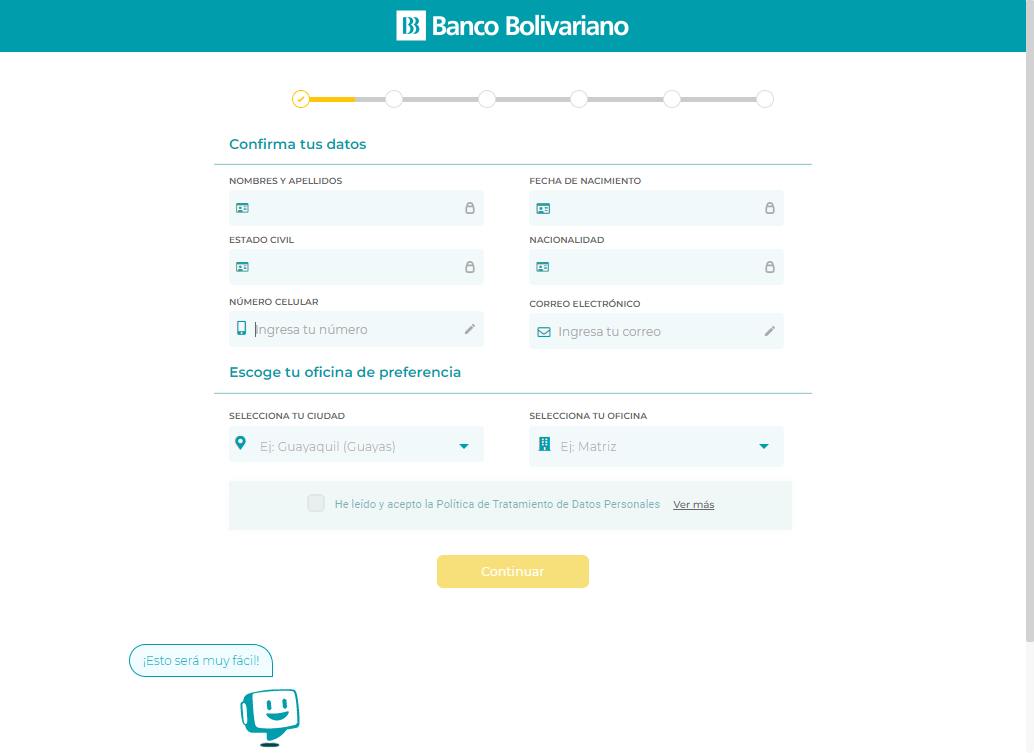 Banco Bolivariano
Confirma tus datos
NOMBRES Y APELLIDOS
FECHA DE NACIMIENTO
ESTADO CIVIL
NACIONALIDAD
NÚMERO CELULAR
CORREO ELECTRÓNICO
Ingresa tu número
Ingresa tu correo
Escoge tu oficina de preferencia
SELECCIONA TU CIUDAD
SELECCIONA TU OFICINA
Ej: Guayaquil (Guayas)
Ej: Matriz
He leído y acepto la Política de Tratamiento de Datos Personales Ver más
Continuar
¡Esto será muy fácil!